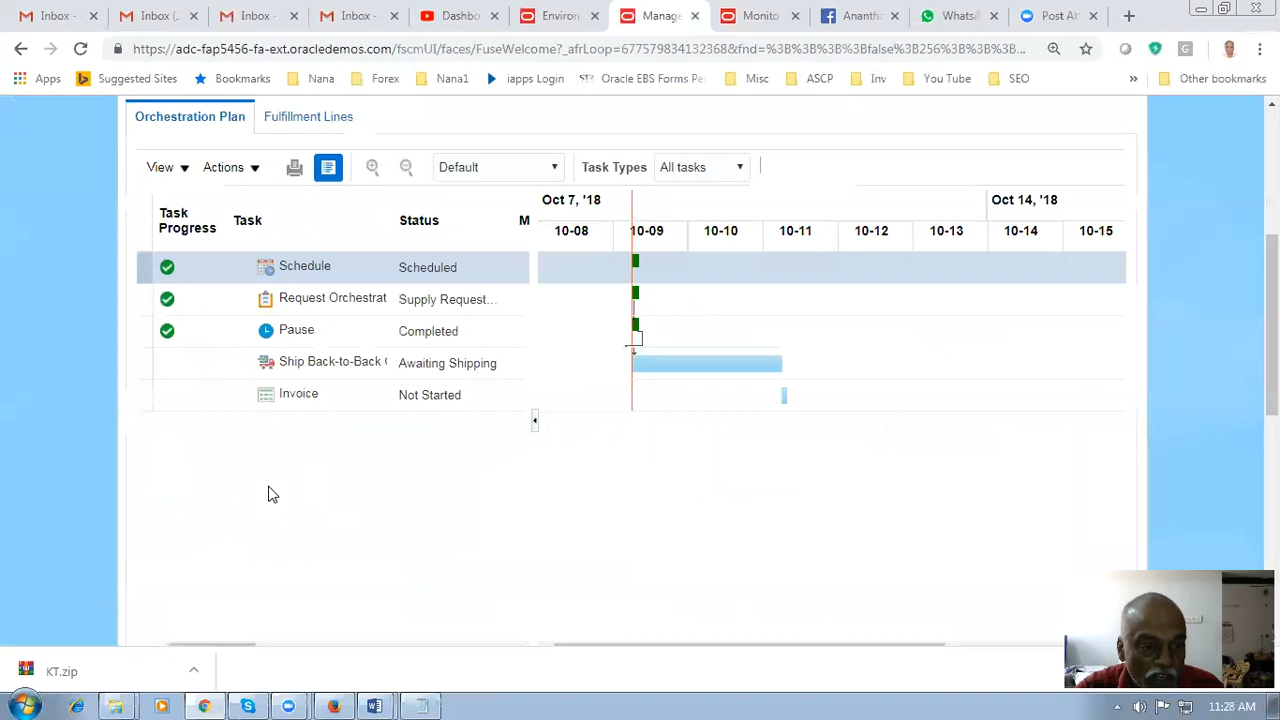 Inbox -
Inbox (
Inbox -
Inbox -
Dashbo
Environ
Manage
Monito
Anantha
WhatsA
Post At
https://adc-fap5456-fa-ext.oracledemos.com/fscmUI/faces/FuseWelcome?_afrLoop=6775798341323​88&fnd=%3B%3B%3B%3Bfalse%3B256%3B%3B%3B...
Apps
Suggested Sites
Bookmarks
Nana
Forex
Nana1
iapps Login
Oracle EBS Forms Pe
Misc
ASCP
Inv
You Tube
SEO
»
Other bookmarks
Orchestration Plan
Fulfillment Lines
View
Actions
Default
Task Types
All tasks
Task Progress
Task
Status
M
Oct 7, '18
Oct 14, '18
10-08
10-09
10-10
10-11
10-12
10-13
10-14
10-15
Schedule
Scheduled
Request Orchestrat
Supply Request...
Pause
Completed
Ship Back-to-Back
Awaiting Shipping
Invoice
Not Started
KT.zip
11:28 AM